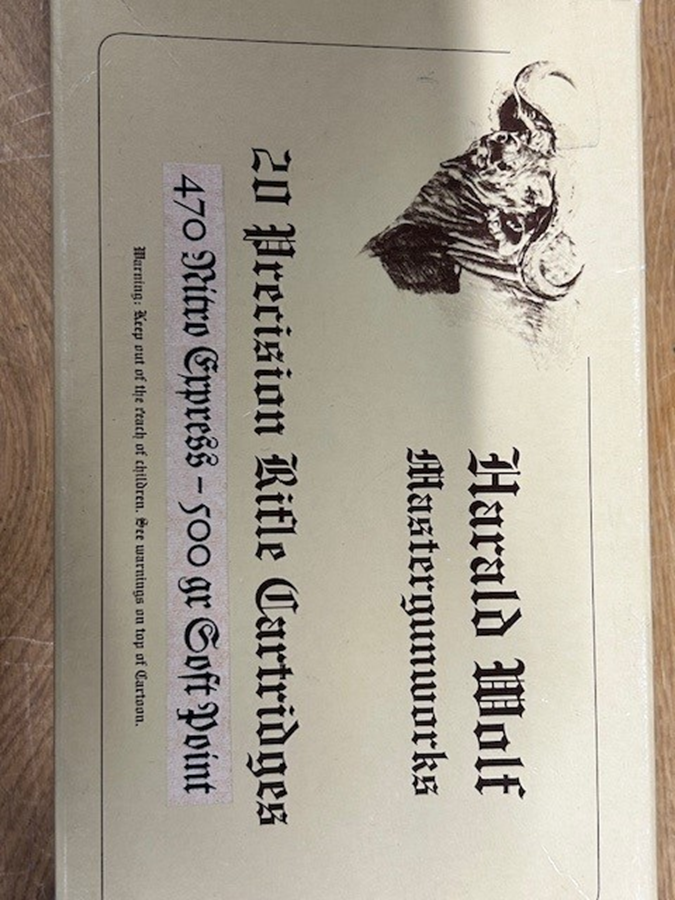 Harald Wolf
Mastergunworks
20 Precision Rifle Cartridges
470 Nitro Express – 500 gr Soft Point
Warning: Keep out of the reach of children. See warnings on top of Cartoon.